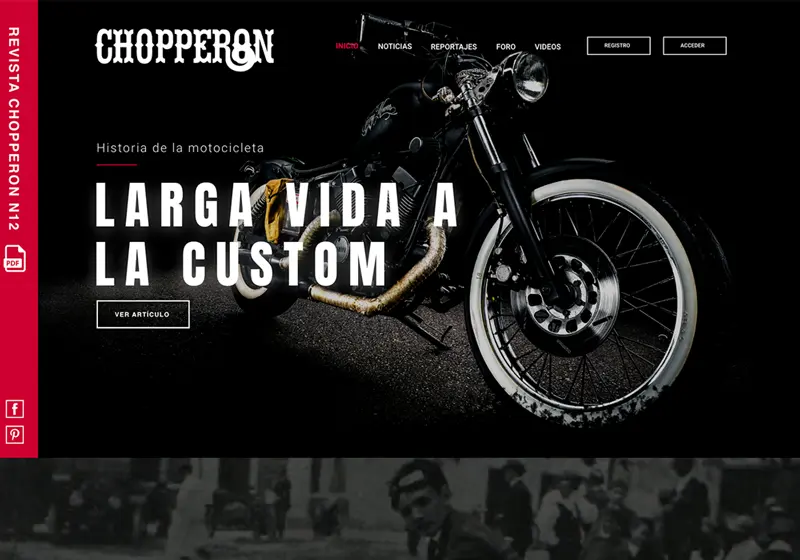 REVISTA CHOPPERON N12
PDF
CHOPPERON
INICIO
NOTICIAS
REPORTAJES
FORO
VIDEOS
REGISTRO
ACCEDER
Historia de la motocicleta
LARGA VIDA A
LA CUSTOM
VER ARTÍCULO